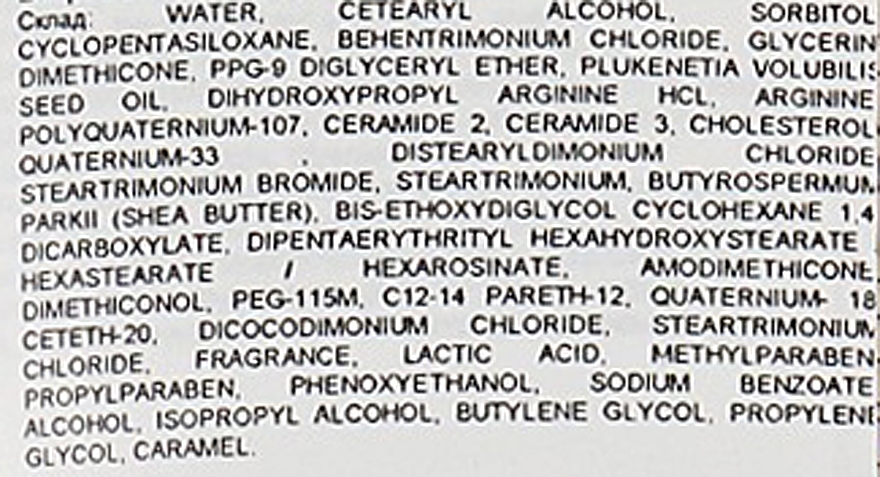 Склад: WATER, CETEARYL ALCOHOL, SORBITOL
CYCLOPENTASILOXANE, BEHENTRIMONIUM CHLORIDE, GLYCERIN
DIMETHICONE, PPG-9 DIGLYCERYL ETHER, PLUKENETIA VOLUBILIS
SEED OIL, DIHYDROXYPROPYL ARGININE HCL, ARGININE
POLYQUATERNIUM-107, CERAMIDE 2, CERAMIDE 3, CHOLESTEROL,
QUATERNIUM-33 , DISTEARYLDIMONIUM CHLORIDE
STEARTRIMONIUM BROMIDE, STEARTRIMONIUM, BUTYROSPERMUM
PARKII (SHEA BUTTER), BIS-ETHOXYDIGLYCOL CYCLOHEXANE 1,4
DICARBOXYLATE, DIPENTAERYTHRITYL HEXAHYDROXYSTEARATE
HEXASTEARATE / HEXAROSINATE, AMODIMETHICONE
DIMETHICONOL, PEG-115M, C12-14 PARETH-12, QUATERNIUM- 18
CETETH-20, DICOCODIMONIUM CHLORIDE, STEARTRIMONIUM
CHLORIDE, FRAGRANCE, LACTIC ACID, METHYLPARABEN
PROPYLPARABEN, PHENOXYETHANOL, SODIUM BENZOATE
ALCOHOL, ISOPROPYL ALCOHOL, BUTYLENE GLYCOL, PROPYLENE
GLYCOL, CARAMEL.